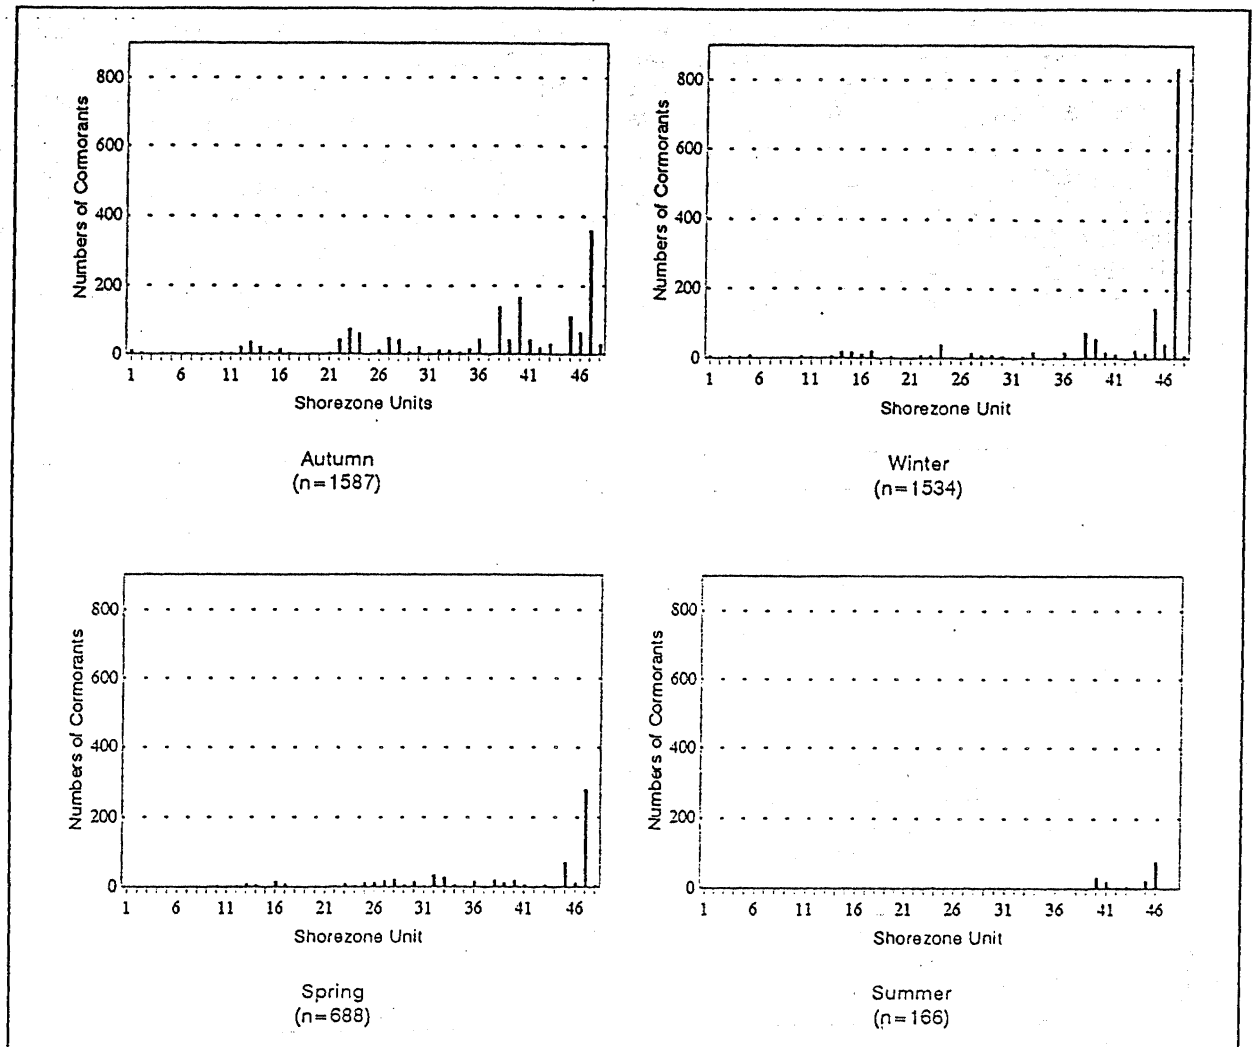 800
600
400
200
0
Numbers of Cormorants
1 6 11 16 21 26 31 36 41 46
Shorezone Units
Autumn
(n=1587)
800
600
400
200
0
Numbers of Cormorants
1 6 11 16 21 26 31 36 41 46
Shorezone Unit
Winter
(n=1534)
800
600
400
200
0
Numbers of Cormorants
1 6 11 16 21 26 31 36 41 46
Shorezone Unit
Spring
(n=688)
800
600
400
200
0
Numbers of Cormorants
1 6 11 16 21 26 31 36 41 46
Shorezone Unit
Summer
(n=166)